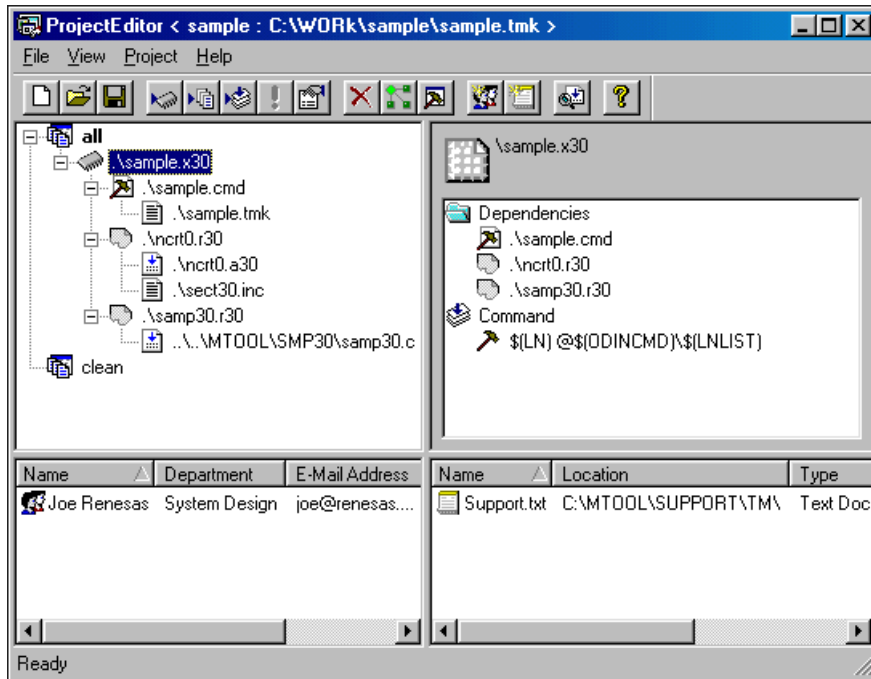 ProjectEditor < sample : C:\WORk\sample\sample.tmk >
File View Project Help
all
.\sample.x30
.\sample.cmd
.\sample.tmk
.\ncrt0.r30
.\ncrt0.a30
.\sect30.inc
.\samp30.r30
..\..\MTOOL\SMP30\samp30.c
clean
\sample.x30
Dependencies
.\sample.cmd
.\ncrt0.r30
.\samp30.r30
Command
$(LN) @$(ODINCMD)\$(LNLIST)
Name Department E-Mail Address
Joe Renesas System Design joe@renesas....
Name Location Type
Support.txt C:\MTOOL\SUPPORT\TM\ Text Doc
Ready